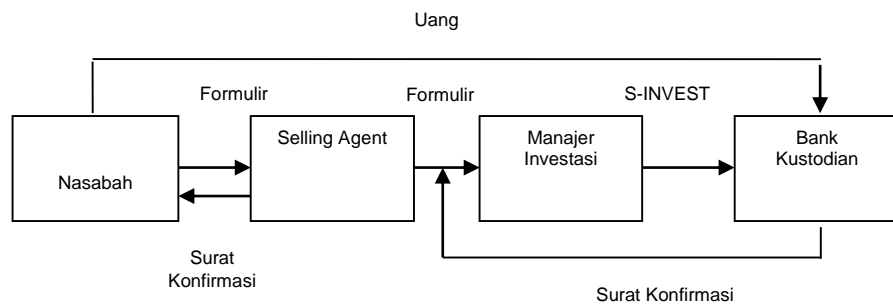 Uang
Formulir
Formulir
S-INVEST
Nasabah
Selling Agent
Manajer
Investasi
Bank
Kustodian
Surat
Konfirmasi
Surat Konfirmasi